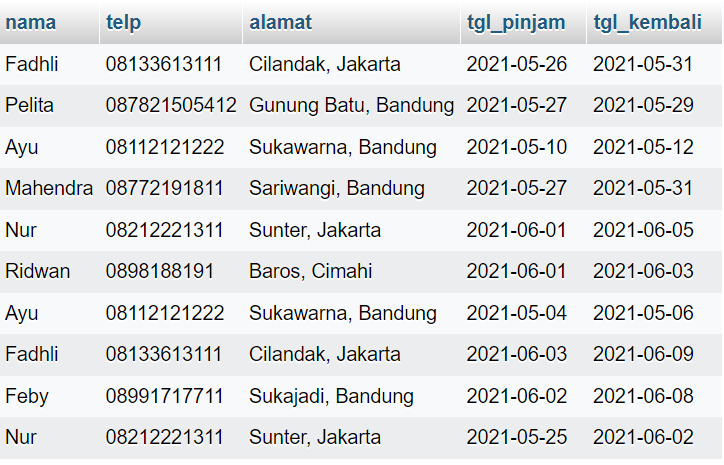 nama telp alamat tgl_pinjam tgl_kembali
Fadhli 08133613111 Cilandak, Jakarta 2021-05-26 2021-05-31
Pelita 087821505412 Gunung Batu, Bandung 2021-05-27 2021-05-29
Ayu 08112121222 Sukawarna, Bandung 2021-05-10 2021-05-12
Mahendra 08772191811 Sariwangi, Bandung 2021-05-27 2021-05-31
Nur 08212221311 Sunter, Jakarta 2021-06-01 2021-06-05
Ridwan 0898188191 Baros, Cimahi 2021-06-01 2021-06-03
Ayu 08112121222 Sukawarna, Bandung 2021-05-04 2021-05-06
Fadhli 08133613111 Cilandak, Jakarta 2021-06-03 2021-06-09
Feby 08991717711 Sukajadi, Bandung 2021-06-02 2021-06-08
Nur 08212221311 Sunter, Jakarta 2021-05-25 2021-06-02